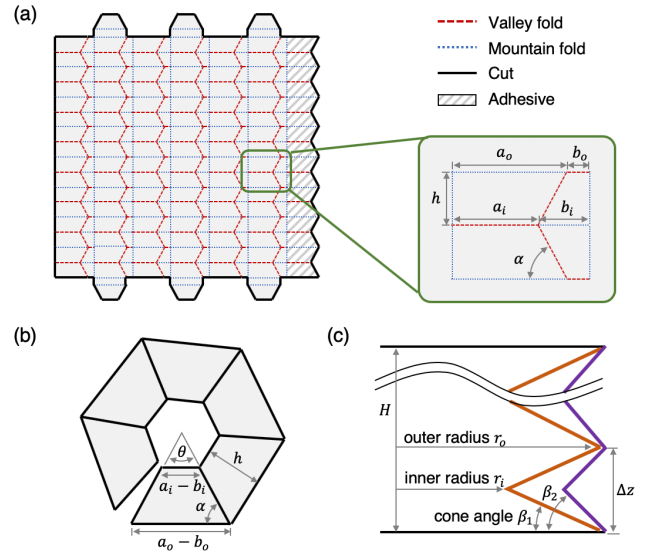 (a)
Valley fold
Mountain fold
Cut
Adhesive
a_o
b_o
h
a_i
b_i
α
(b)
θ
h
a_i − b_i
α
a_o − b_o
(c)
H
outer radius r_o
inner radius r_i
β_2
Δz
cone angle β_1